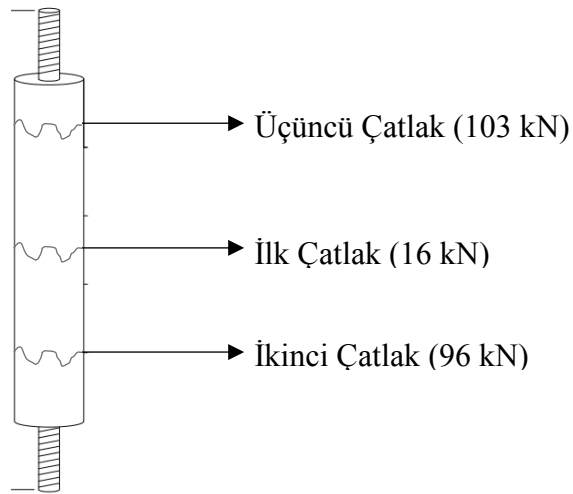 Üçüncü Çatlak (103 kN)
İlk Çatlak (16 kN)
İkinci Çatlak (96 kN)